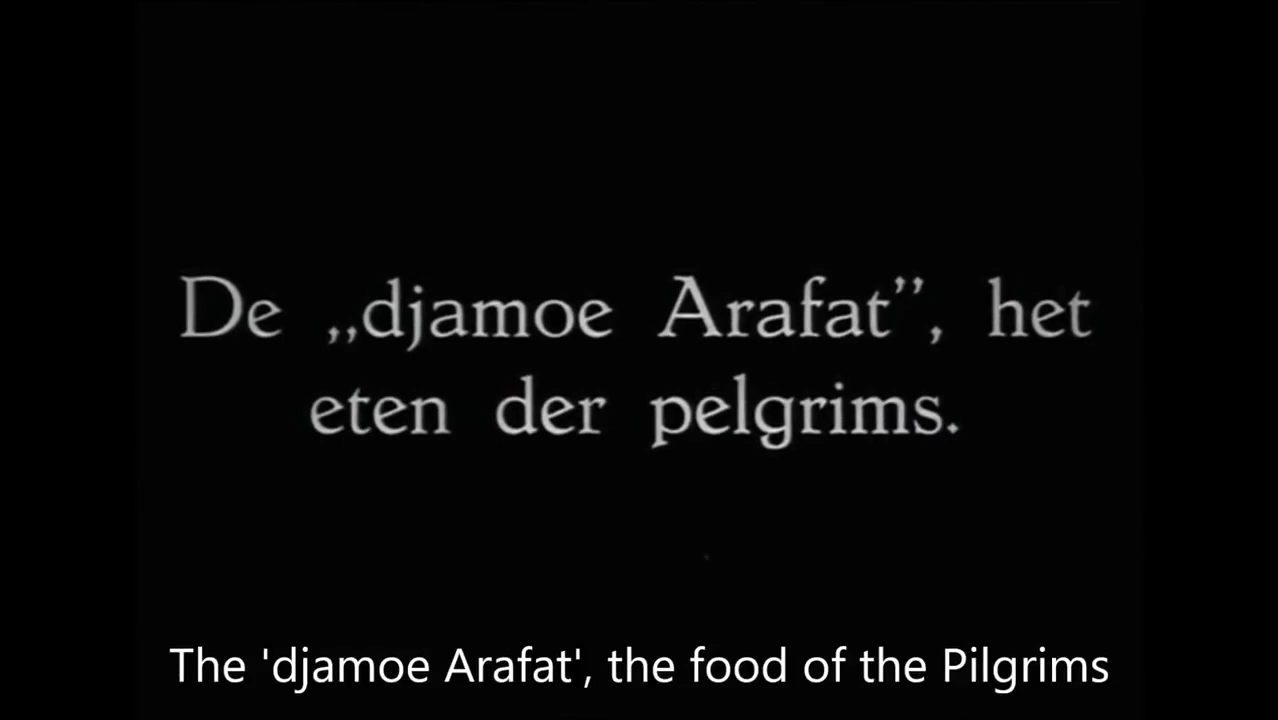 De „djamoe Arafat”, het
eten der pelgrims.
The 'djamoe Arafat', the food of the Pilgrims